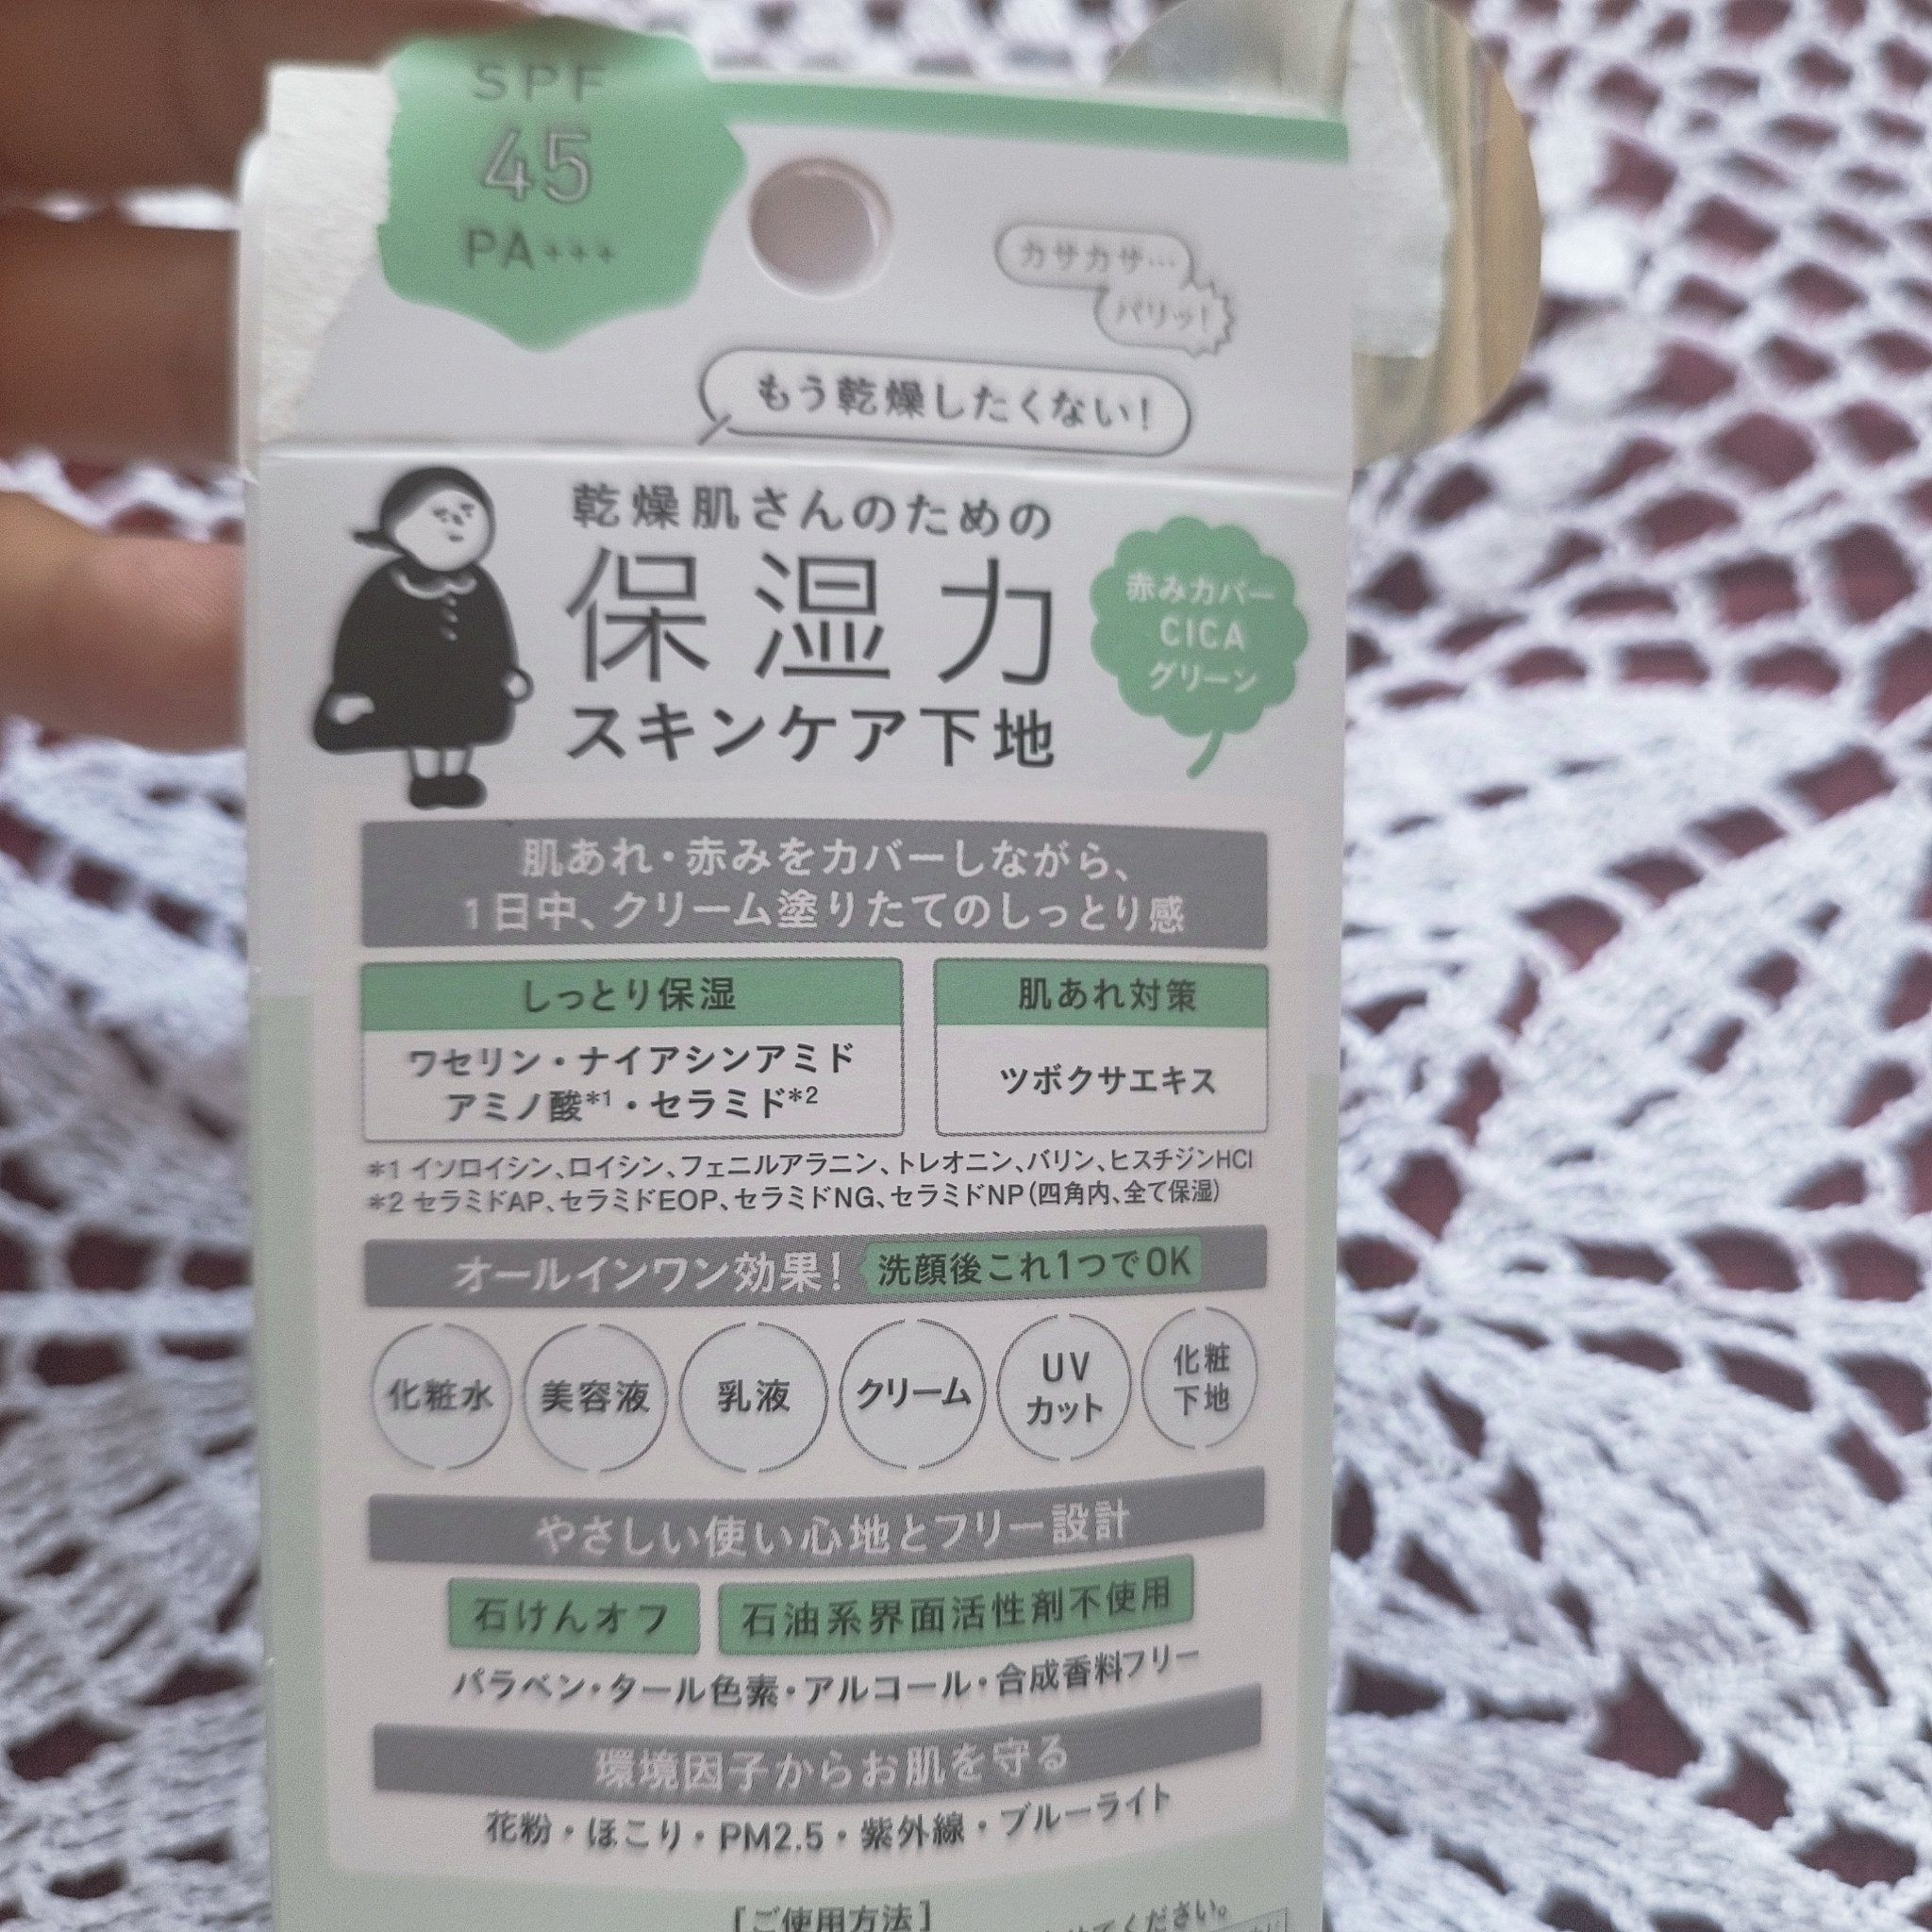 SPF
45
PA+++
カサカサ…
パリッ!
もう乾燥したくない!
乾燥肌さんのための
保湿力
スキンケア下地
赤みカバー
CICA
グリーン
肌あれ・赤みをカバーしながら、
1日中、クリーム塗りたてのしっとり感
しっとり保湿
ワセリン・ナイアシンアミド
アミノ酸*1・セラミド*2
肌あれ対策
ツボクサエキス
*1 イソロイシン、ロイシン、フェニルアラニン、トレオニン、バリン、ヒスチジンHCl
*2 セラミドAP、セラミドEOP、セラミドNG、セラミドNP(四角内、全て保湿)
オールインワン効果! 洗顔後これ1つでOK
化粧水
美容液
乳液
クリーム
UV
カット
化粧
下地
やさしい使い心地とフリー設計
石けんオフ
石油系界面活性剤不使用
パラベン・タール色素・アルコール・合成香料フリー
環境因子からお肌を守る
花粉・ほこり・PM2.5・紫外線・ブルーライト
[ご使用方法]
ください。